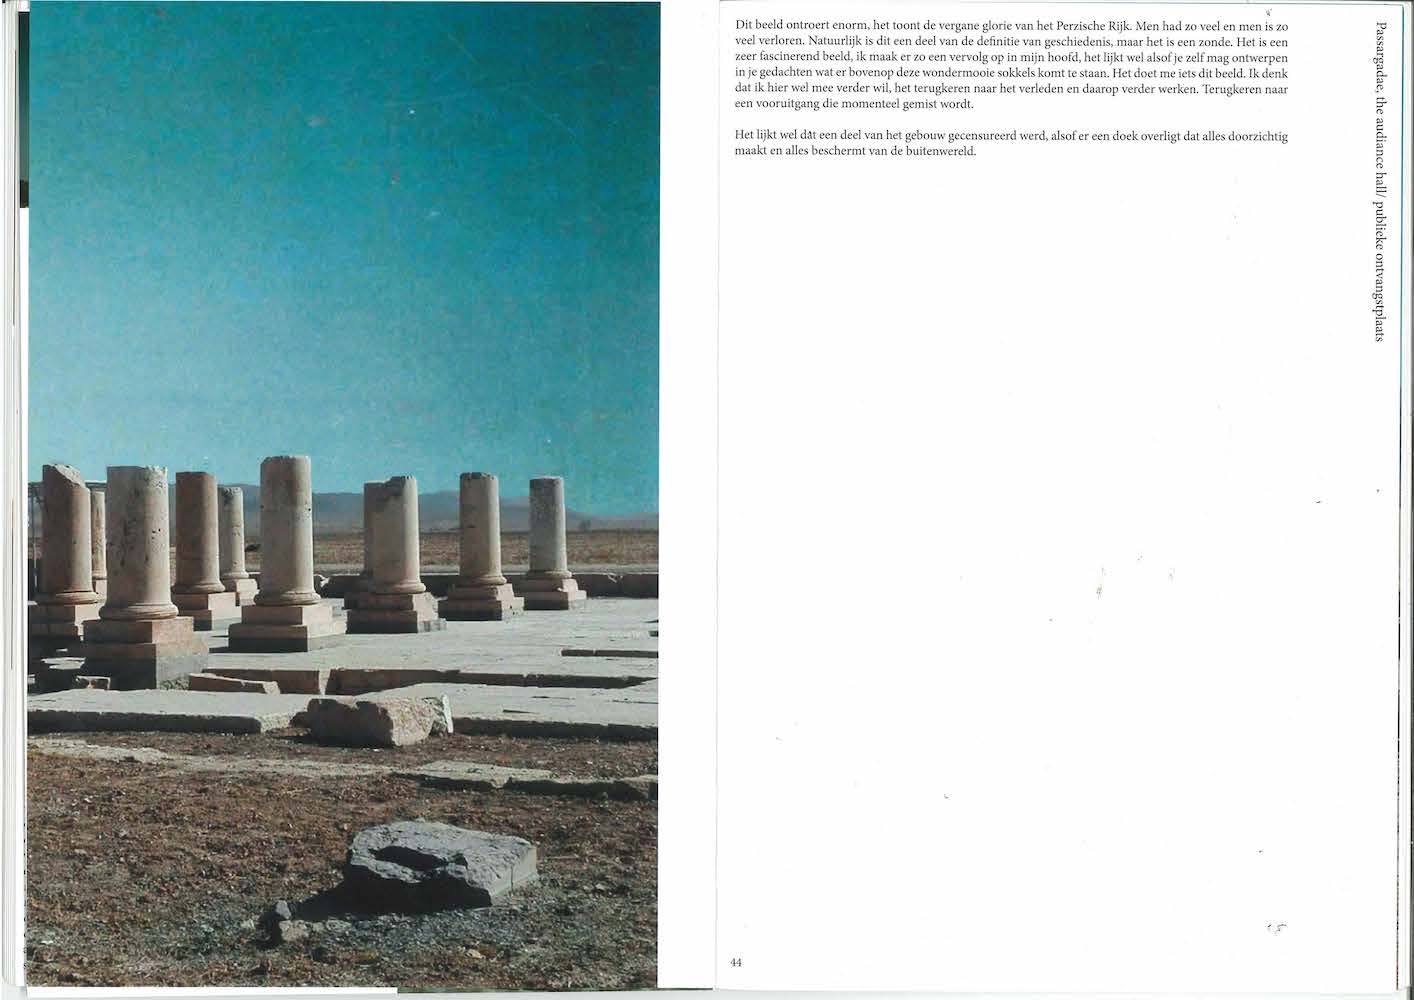 Dit beeld ontroert enorm, het toont de vergane glorie van het Perzische Rijk. Men had zo veel en men is zo
veel verloren. Natuurlijk is dit een deel van de definitie van geschiedenis, maar het is een zonde. Het is een
zeer fascinerend beeld, ik maak er zo een vervolg op in mijn hoofd, het lijkt wel alsof je zelf mag ontwerpen
in je gedachten wat er bovenop deze wondermooie sokkels komt te staan. Het doet me iets dit beeld. Ik denk
dat ik hier wel mee verder wil, het terugkeren naar het verleden en daarop verder werken. Terugkeren naar
een vooruitgang die momenteel gemist wordt.
Het lijkt wel dat een deel van het gebouw gecensureerd werd, alsof er een doek overligt dat alles doorzichtig
maakt en alles beschermt van de buitenwereld.
Passargadae, the audiance hall/ publieke ontvangstplaats
44